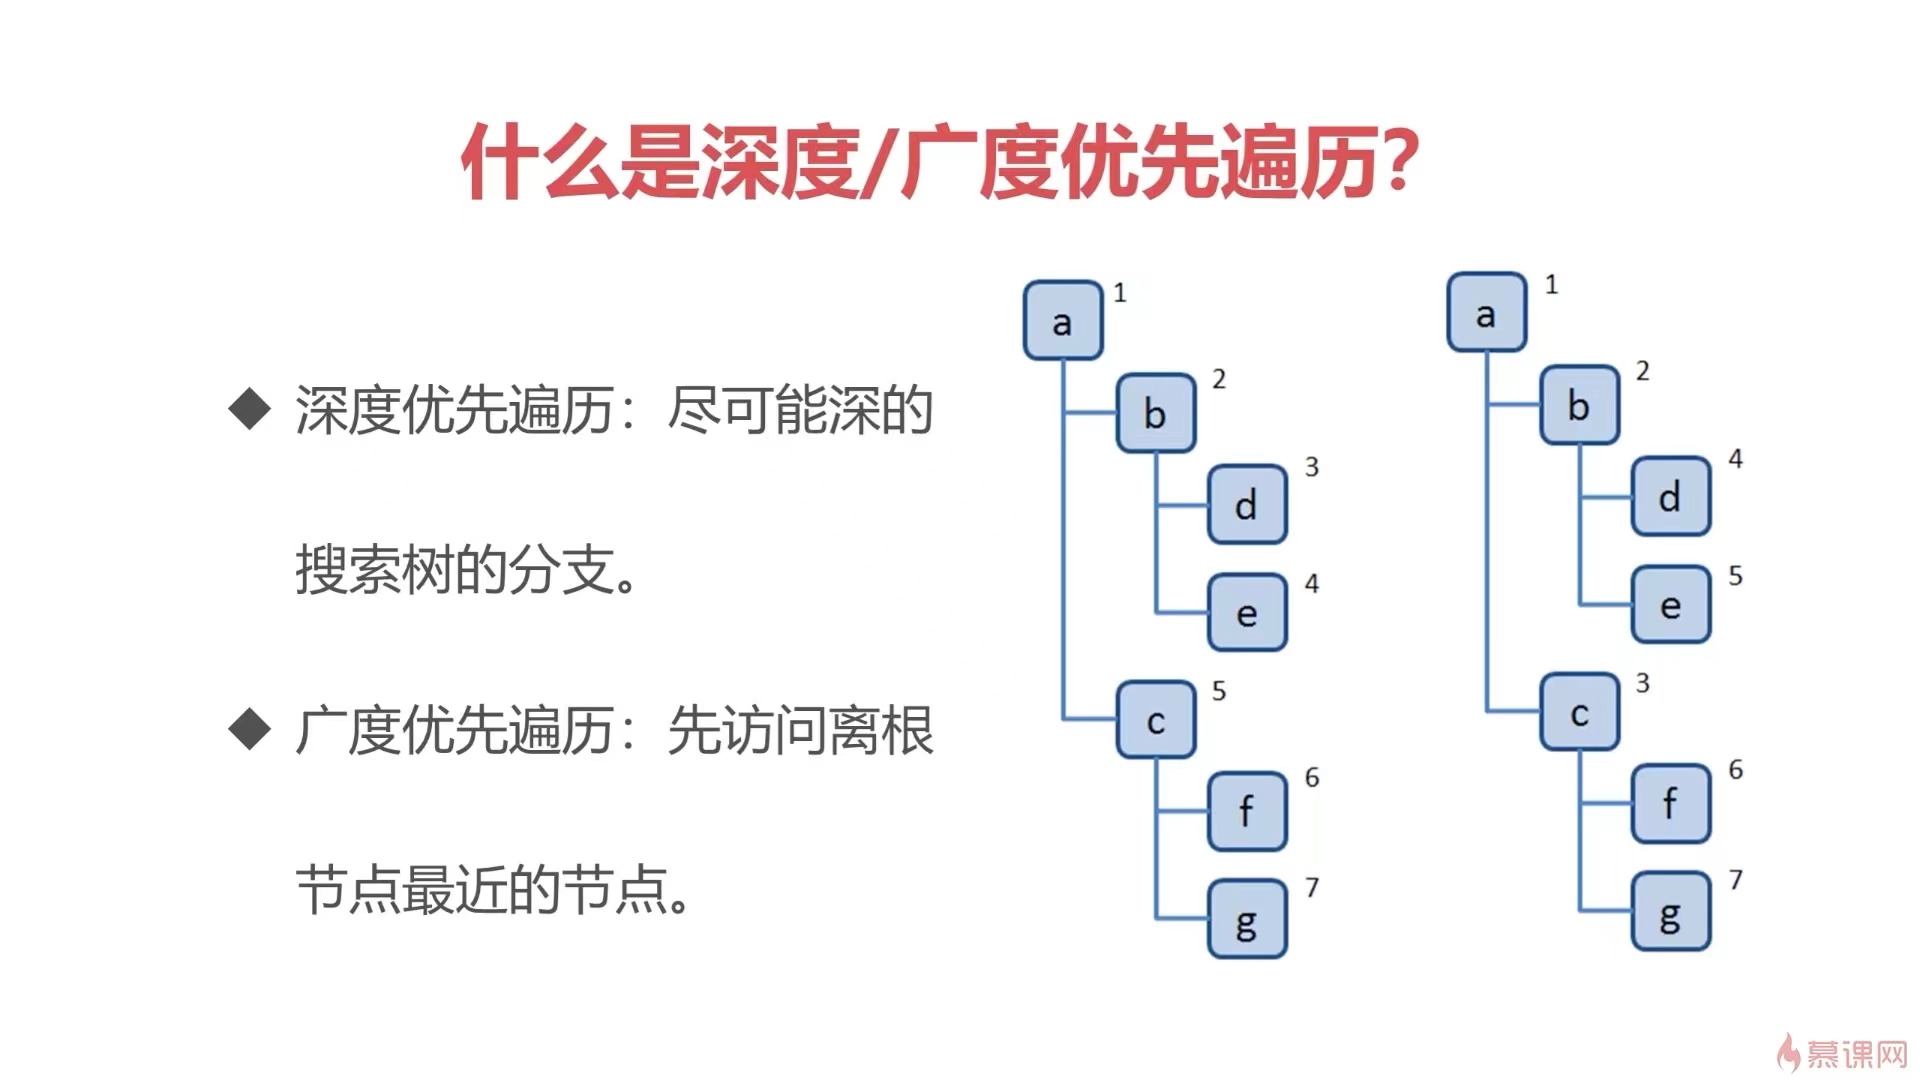 什么是深度/广度优先遍历?
◆ 深度优先遍历：尽可能深的
搜索树的分支。
◆ 广度优先遍历：先访问离根
节点最近的节点。
a 1
b 2
d 3
e 4
c 5
f 6
g 7
a 1
b 2
d 4
e 5
c 3
f 6
g 7
慕课网